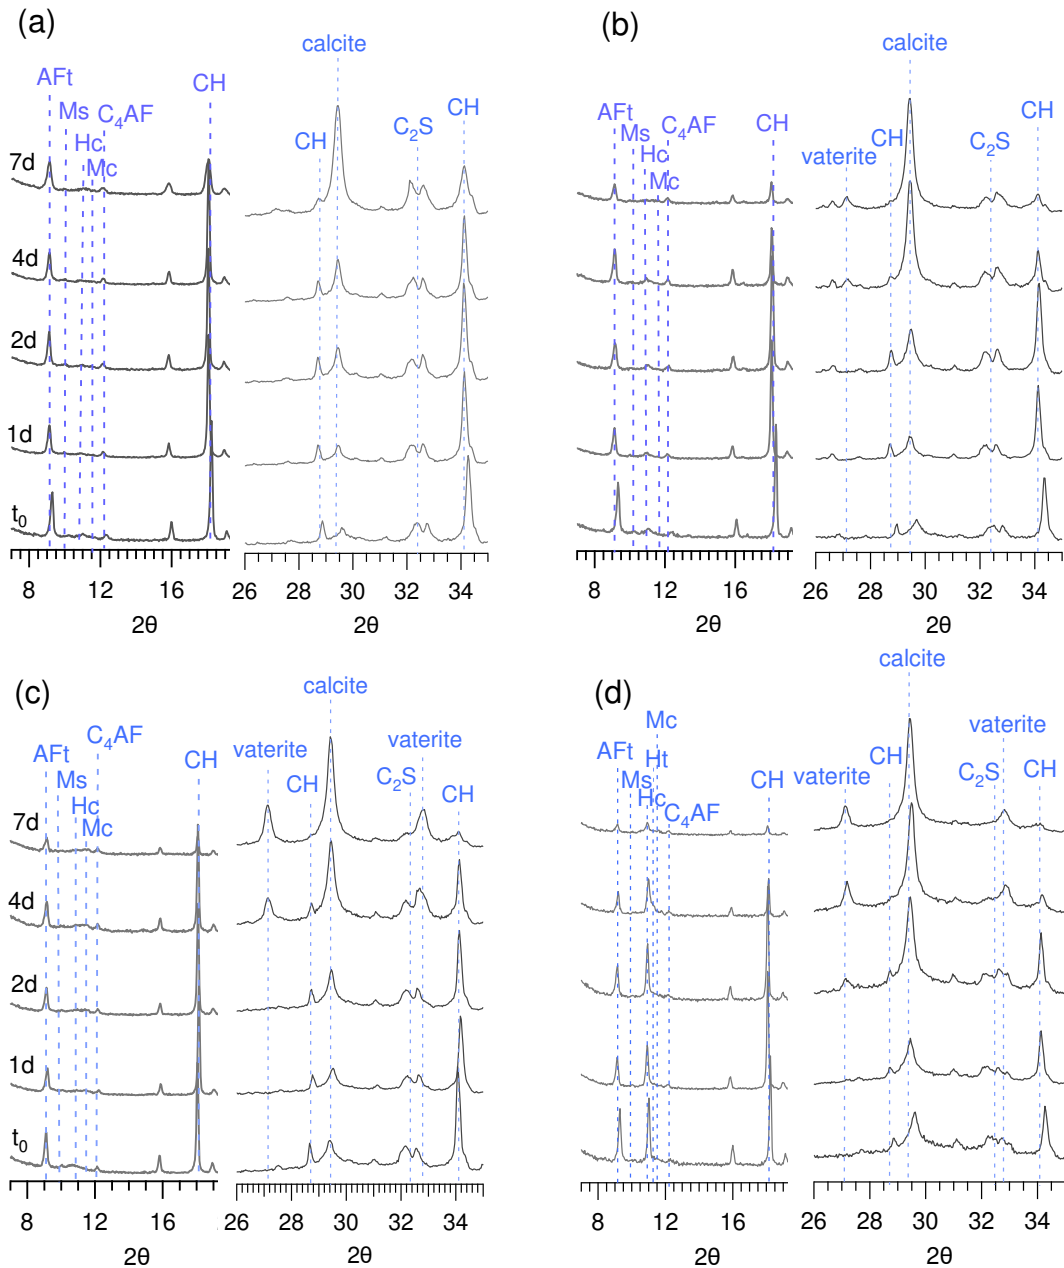 (a)
calcite
AFt
CH
Ms
C₄AF
CH
CH
C₂S
Hc
Mc
7d
4d
2d
1d
t₀
8 12 16
2θ
26 28 30 32 34
2θ
(b)
calcite
AFt
Ms
C₄AF
CH
CH
CH
C₂S
Hc
vaterite
Mc
8 12 16
2θ
26 28 30 32 34
2θ
(c)
calcite
C₄AF
AFt
CH
vaterite
vaterite
Ms
CH
C₂S
CH
Hc
Mc
7d
4d
2d
1d
t₀
8 12 16
2θ
26 28 30 32 34
2θ
(d)
calcite
Mc
AFt
Ht
vaterite
CH
Ms
CH
vaterite
C₂S
CH
Hc
C₄AF
8 12 16
2θ
26 28 30 32 34
2θ